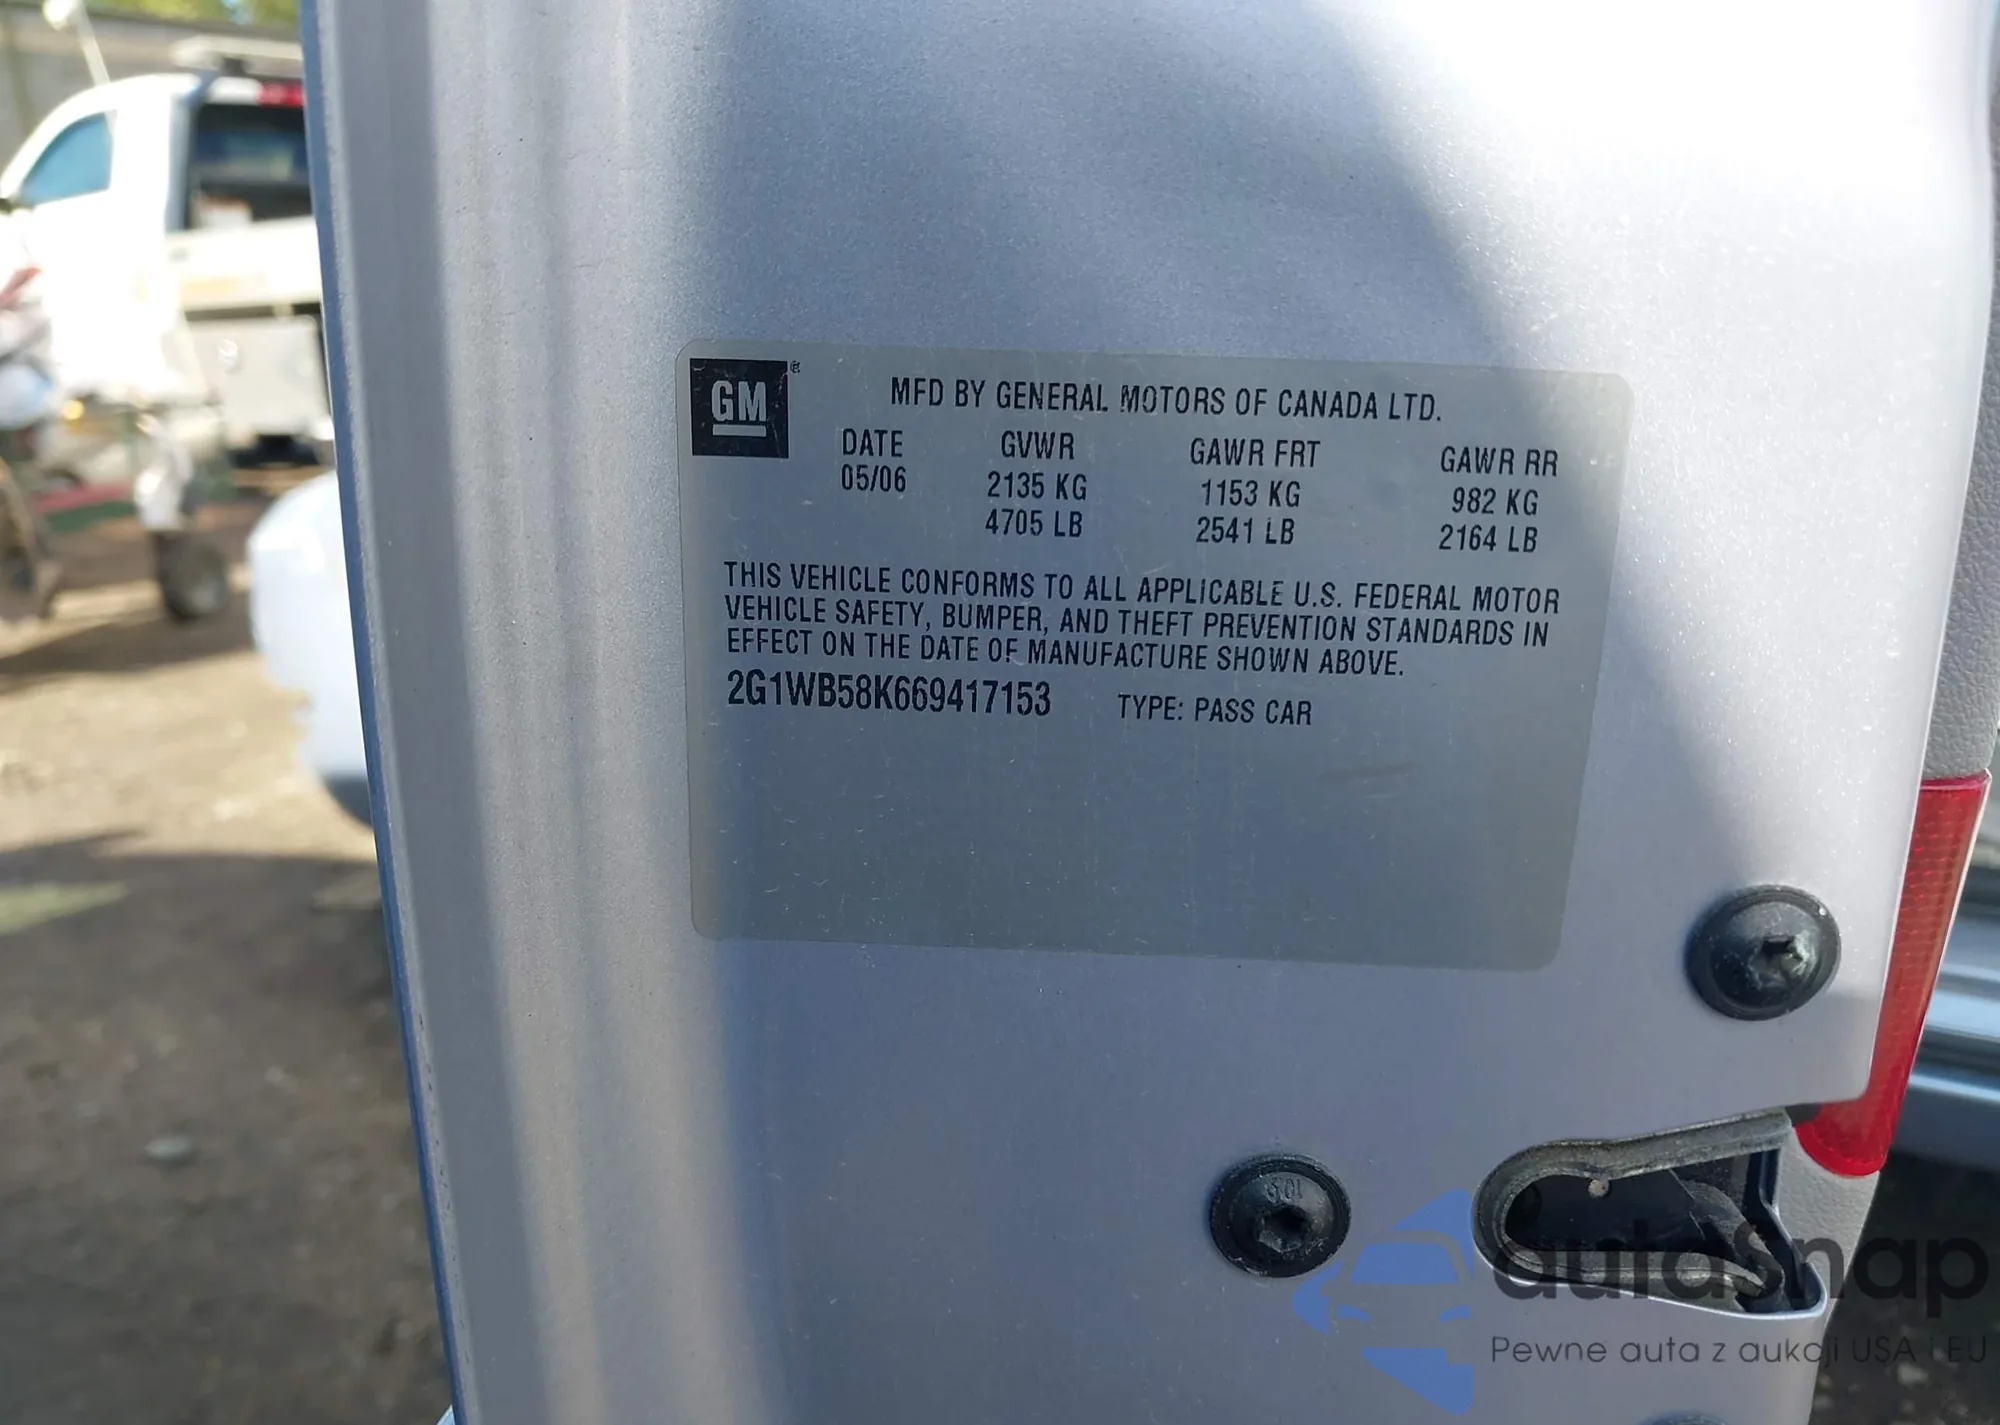 GM
MFD BY GENERAL MOTORS OF CANADA LTD.
DATE GVWR GAWR FRT GAWR RR
05/06 2135 KG 1153 KG 982 KG
4705 LB 2541 LB 2164 LB
THIS VEHICLE CONFORMS TO ALL APPLICABLE U.S. FEDERAL MOTOR
VEHICLE SAFETY, BUMPER, AND THEFT PREVENTION STANDARDS IN
EFFECT ON THE DATE OF MANUFACTURE SHOWN ABOVE.
2G1WB58K669417153 TYPE: PASS CAR
10.9
autosnap
Pewne auta z aukcji USA i EU